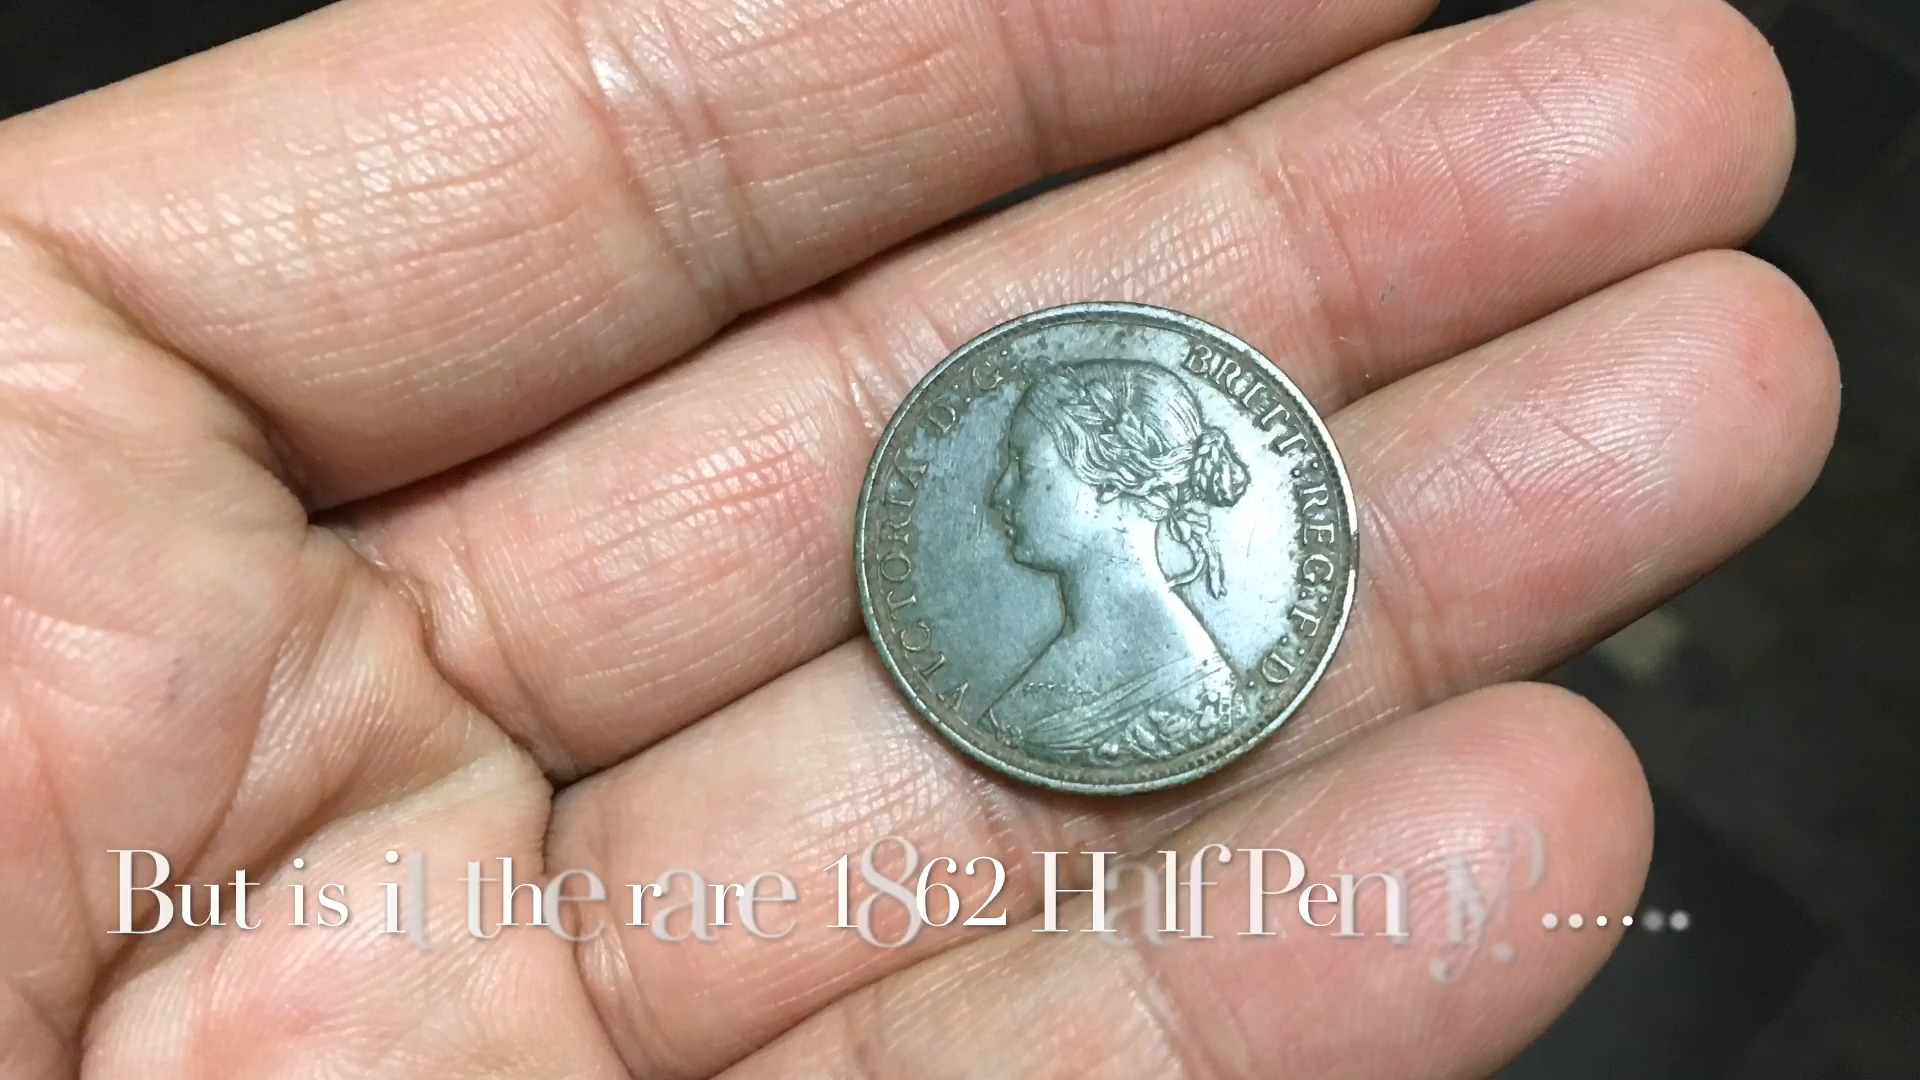 VICTORIA D:G: BRITT:REG:F:D:
But is it the rare 1862 Half Penny? ......